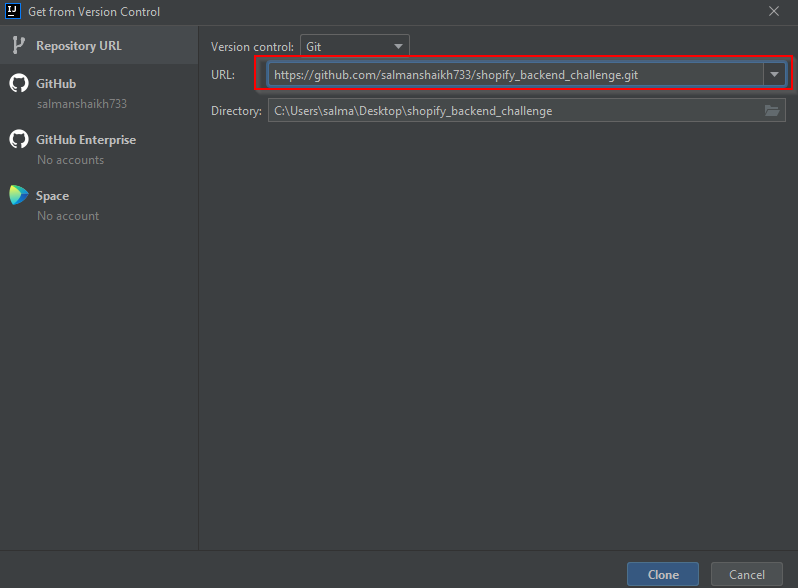 IJ Get from Version Control
Repository URL
GitHub
salmanshaikh733
GitHub Enterprise
No accounts
Space
No account
Version control: Git
URL: https://github.com/salmanshaikh733/shopify_backend_challenge.git
Directory: C:\Users\salma\Desktop\shopify_backend_challenge
Clone Cancel